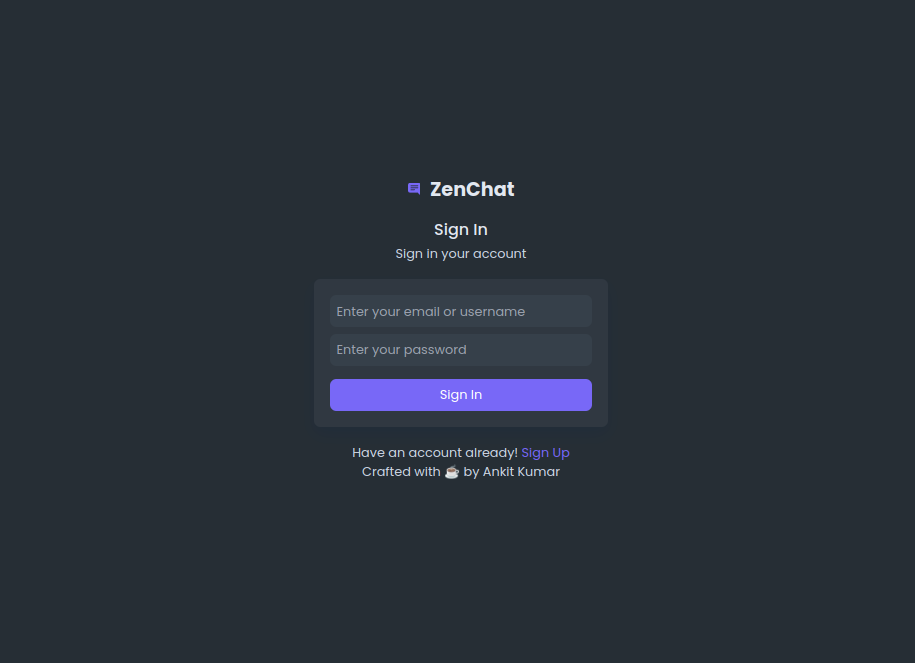 ZenChat
Sign In
Sign in your account
Enter your email or username
Enter your password
Sign In
Have an account already! Sign Up
Crafted with ☕ by Ankit Kumar